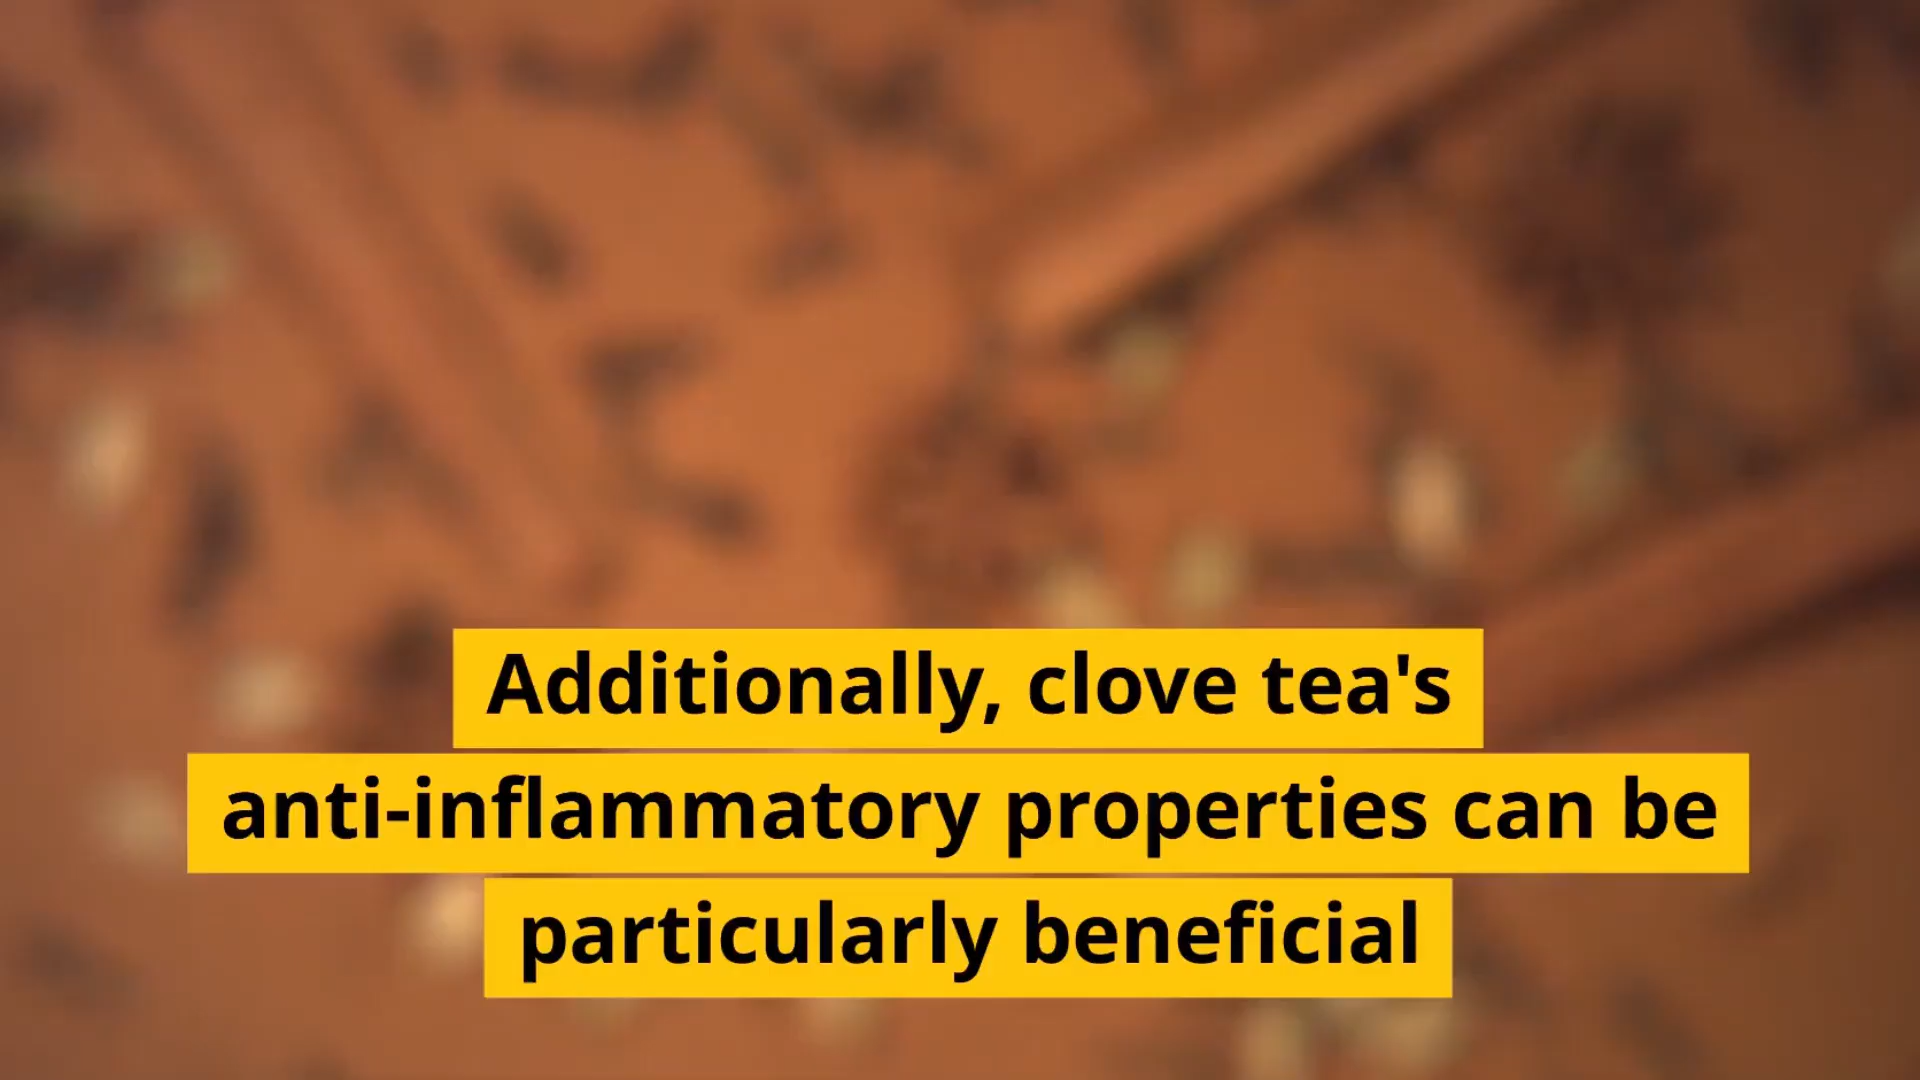 Additionally, clove tea's
anti-inflammatory properties can be
particularly beneficial